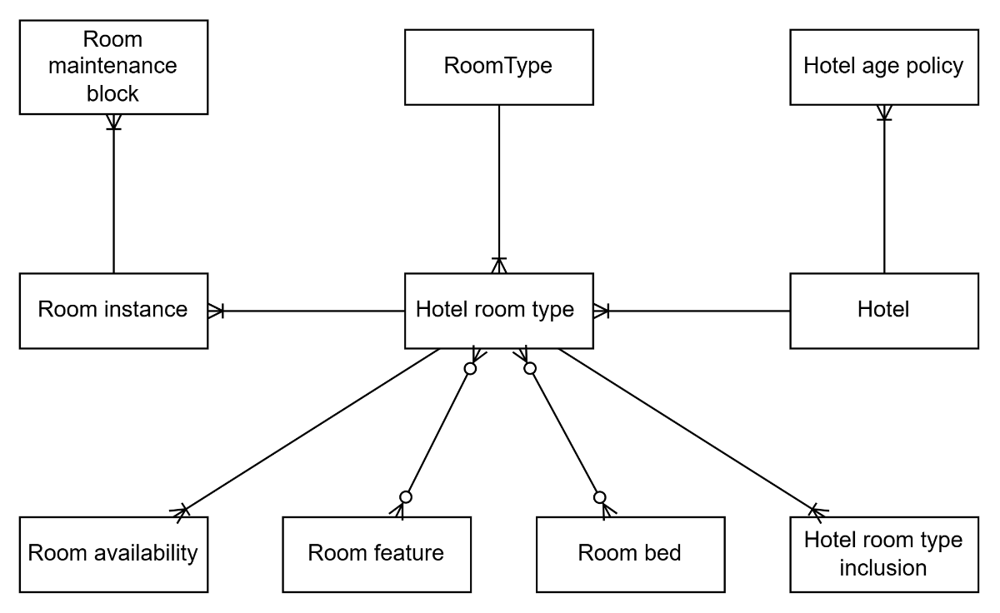 Room
maintenance
block
RoomType
Hotel age policy
Room instance
Hotel room type
Hotel
Room availability
Room feature
Room bed
Hotel room type
inclusion